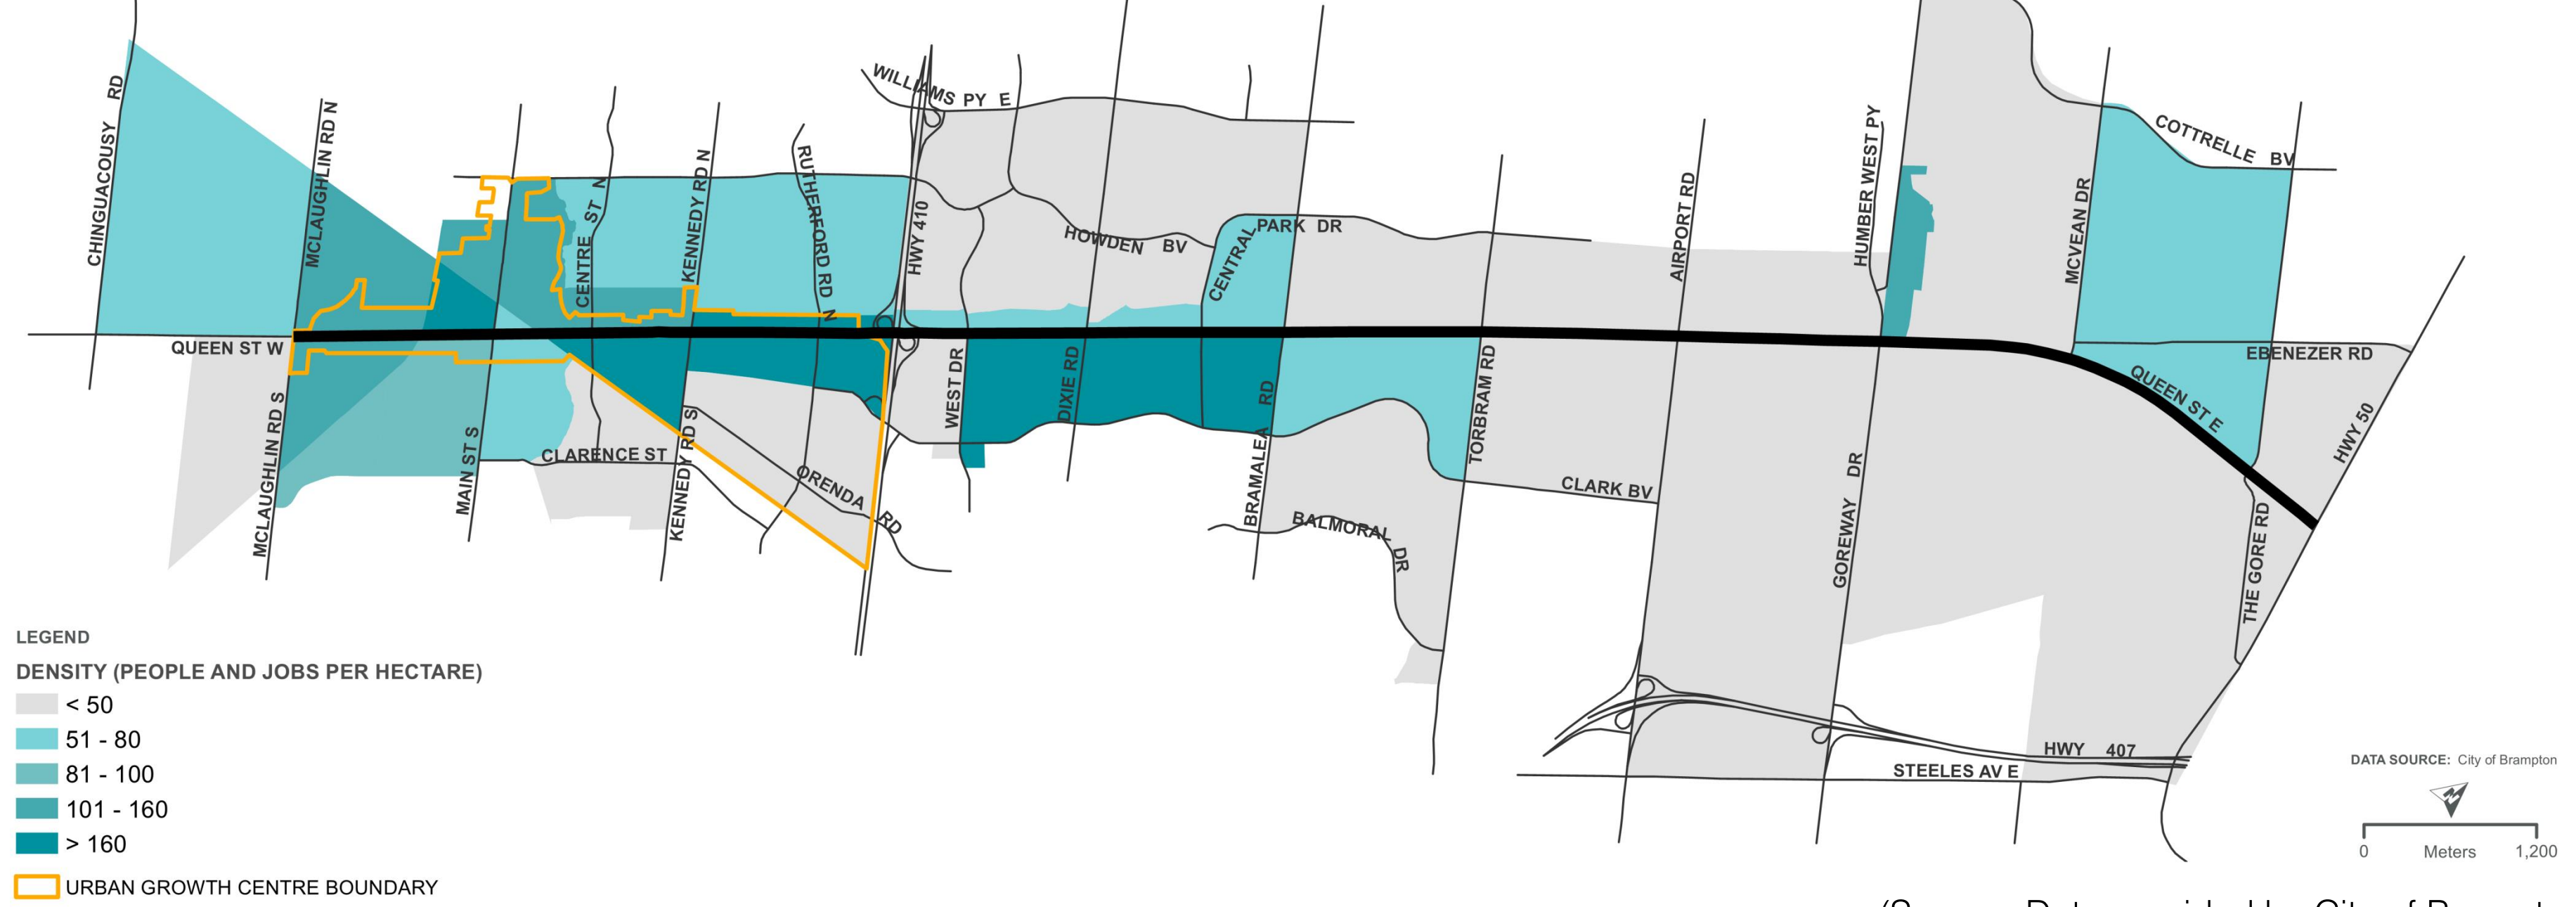 WILLIAMS PY E
CHINGUACOUSY RD
MCLAUGHLIN RD N
COTTRELLE BV
HUMBER WEST PY
RUTHERFORD RD N
KENNEDY RD N
CENTRE ST N
HWY 410
AIRPORT RD
MCVEAN DR
PARK DR
CENTRAL
HOWDEN BV
QUEEN ST W
EBENEZER RD
WEST DR
DIXIE RD
RD
BRAMALEA
TORBRAM RD
QUEEN ST E
HWY 50
MCLAUGHLIN RD S
MAIN ST S
KENNEDY RD S
CLARENCE ST
ORENDA RD
CLARK BV
GOREWAY DR
BALMORAL DR
THE GORE RD
HWY 407
STEELES AV E
LEGEND
DENSITY (PEOPLE AND JOBS PER HECTARE)
< 50
51 - 80
81 - 100
101 - 160
> 160
URBAN GROWTH CENTRE BOUNDARY
DATA SOURCE: City of Brampton
N
0 Meters 1,200